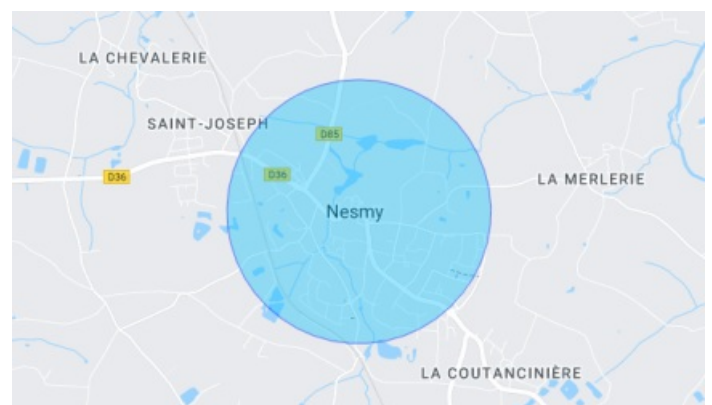 LA CHEVALERIE
SAINT-JOSEPH
D85
D36
D36
LA MERLERIE
Nesmy
LA COUTANCINIÈRE